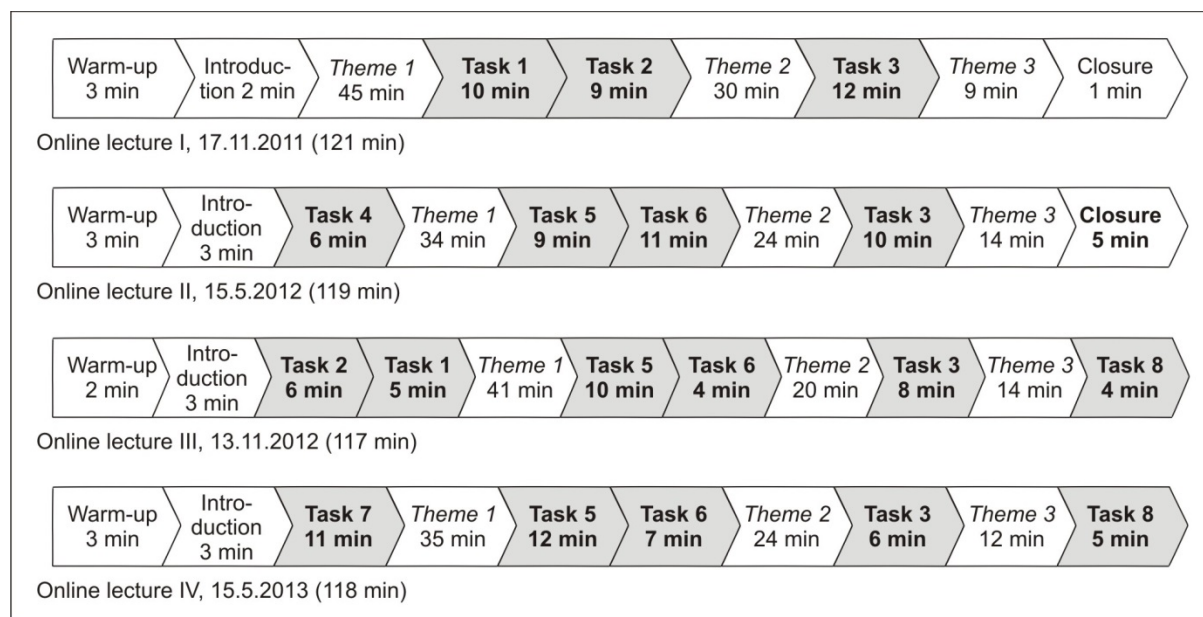 Warm-up
3 min
Introduc-
tion 2 min
Theme 1
45 min
Task 1
10 min
Task 2
9 min
Theme 2
30 min
Task 3
12 min
Theme 3
9 min
Closure
1 min
Online lecture I, 17.11.2011 (121 min)
Warm-up
3 min
Intro-
duction
3 min
Task 4
6 min
Theme 1
34 min
Task 5
9 min
Task 6
11 min
Theme 2
24 min
Task 3
10 min
Theme 3
14 min
Closure
5 min
Online lecture II, 15.5.2012 (119 min)
Warm-up
2 min
Intro-
duction
3 min
Task 2
6 min
Task 1
5 min
Theme 1
41 min
Task 5
10 min
Task 6
4 min
Theme 2
20 min
Task 3
8 min
Theme 3
14 min
Task 8
4 min
Online lecture III, 13.11.2012 (117 min)
Warm-up
3 min
Intro-
duction
3 min
Task 7
11 min
Theme 1
35 min
Task 5
12 min
Task 6
7 min
Theme 2
24 min
Task 3
6 min
Theme 3
12 min
Task 8
5 min
Online lecture IV, 15.5.2013 (118 min)